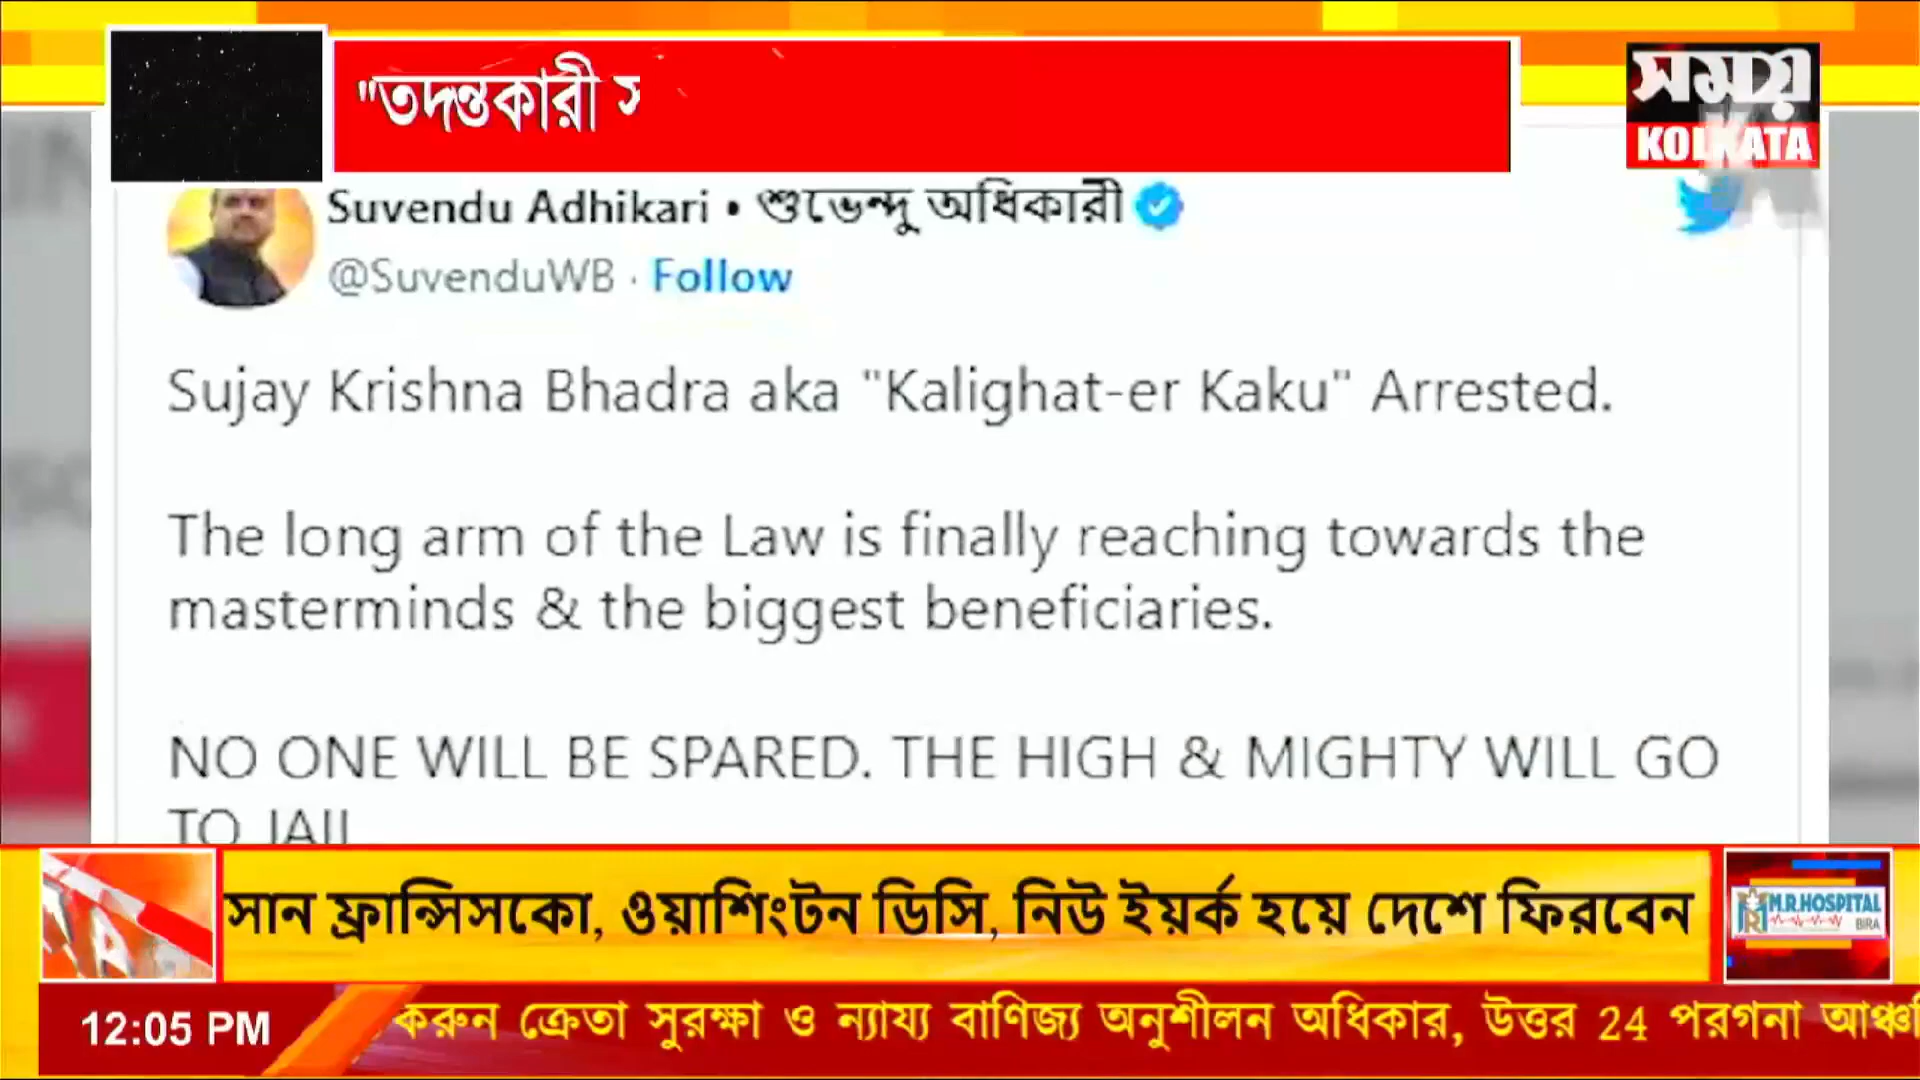 "তদন্তকারী
সময়
KOLKATA
Suvendu Adhikari • শুভেন্দু অধিকারী
@SuvenduWB · Follow
Sujay Krishna Bhadra aka "Kalighat-er Kaku" Arrested.
The long arm of the Law is finally reaching towards the
masterminds & the biggest beneficiaries.
NO ONE WILL BE SPARED. THE HIGH & MIGHTY WILL GO
TO JAIL
সান ফ্রান্সিসকো, ওয়াশিংটন ডিসি, নিউ ইয়র্ক হয়ে দেশে ফিরবেন
M.R.HOSPITAL
BIRA
12:05 PM
করুন ক্রেতা সুরক্ষা ও ন্যায্য বাণিজ্য অনুশীলন অধিকার, উত্তর 24 পরগনা